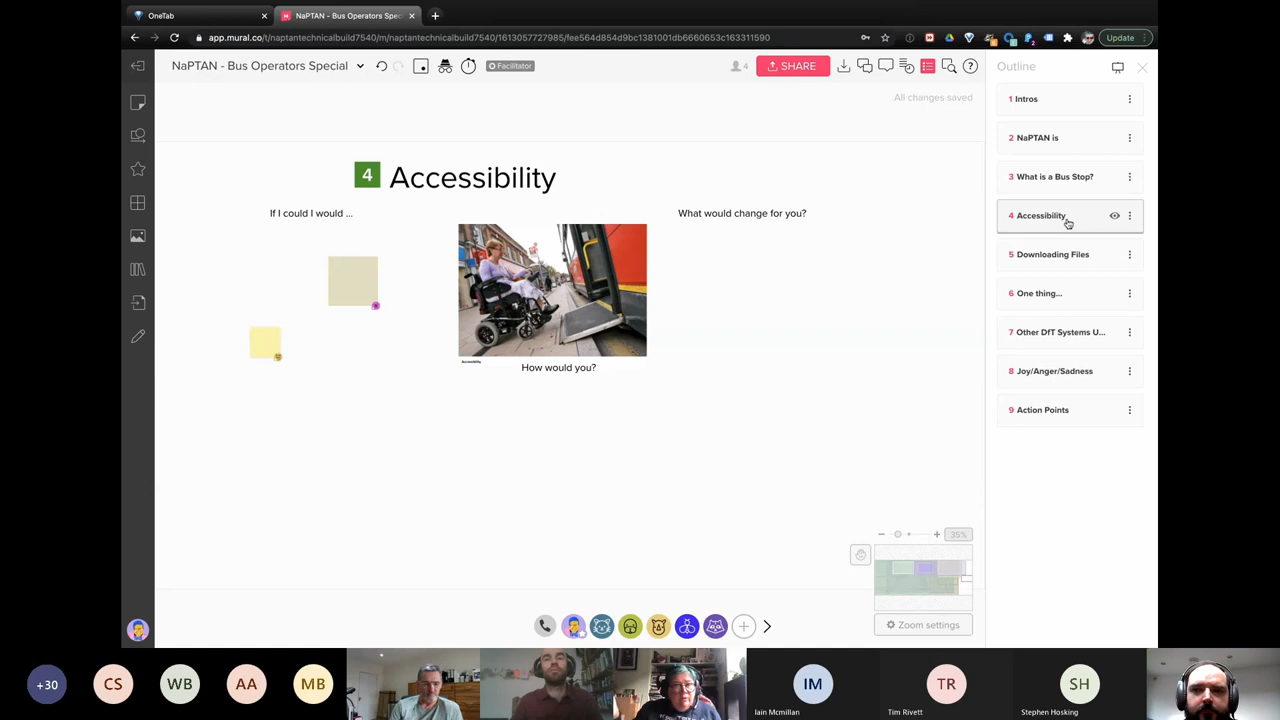 OneTab
NaPTAN - Bus Operators Speci
app.mural.co/t/naptantechnicalbuild7540/m/naptantechnicalbuild7540/1613057727985/fee564d854d9bc1381001db6660653c163311590
Update
NaPTAN - Bus Operators Special
Facilitator
4
SHARE
Outline
All changes saved
1 Intros
2 NaPTAN is
3 What is a Bus Stop?
4 Accessibility
5 Downloading Files
6 One thing...
7 Other DfT Systems U...
8 Joy/Anger/Sadness
9 Action Points
4 Accessibility
If I could I would ...
What would change for you?
Accessibility
How would you?
35%
Zoom settings
+30
CS
WB
AA
MB
IM
TR
SH
Iain Mcmillan
Tim Rivett
Stephen Hosking